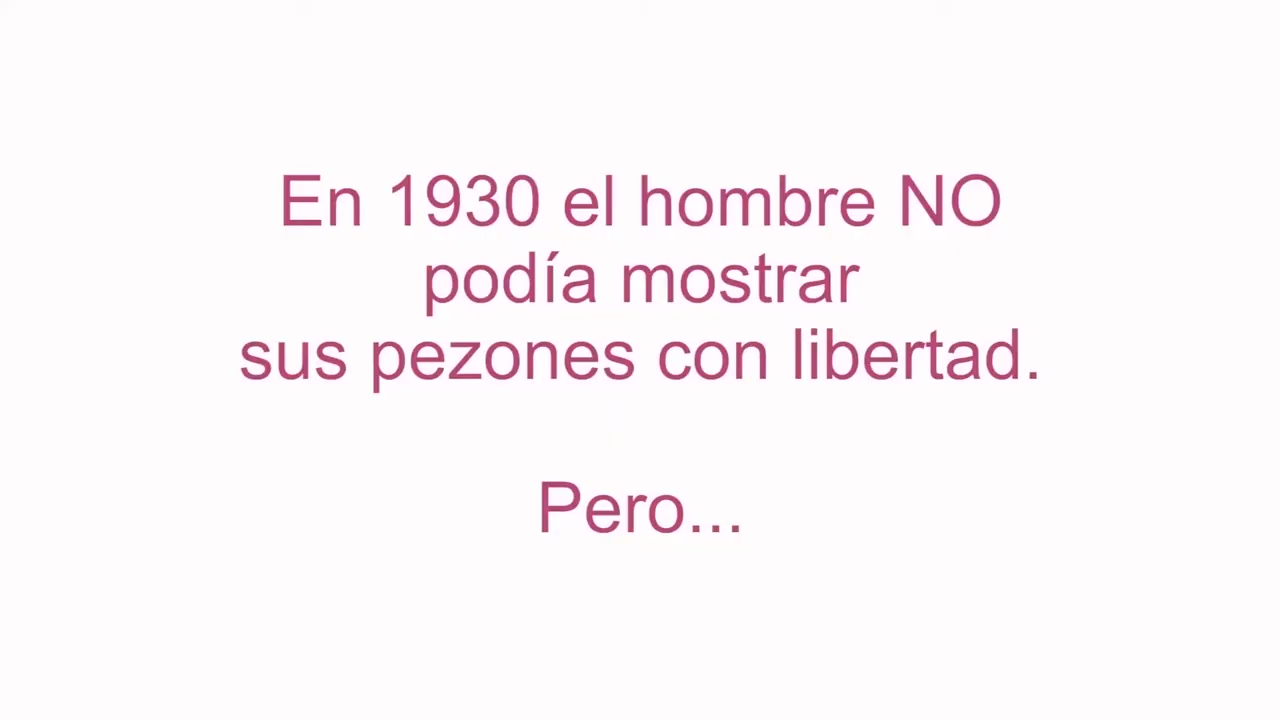 En 1930 el hombre NO
podía mostrar
sus pezones con libertad.
Pero...